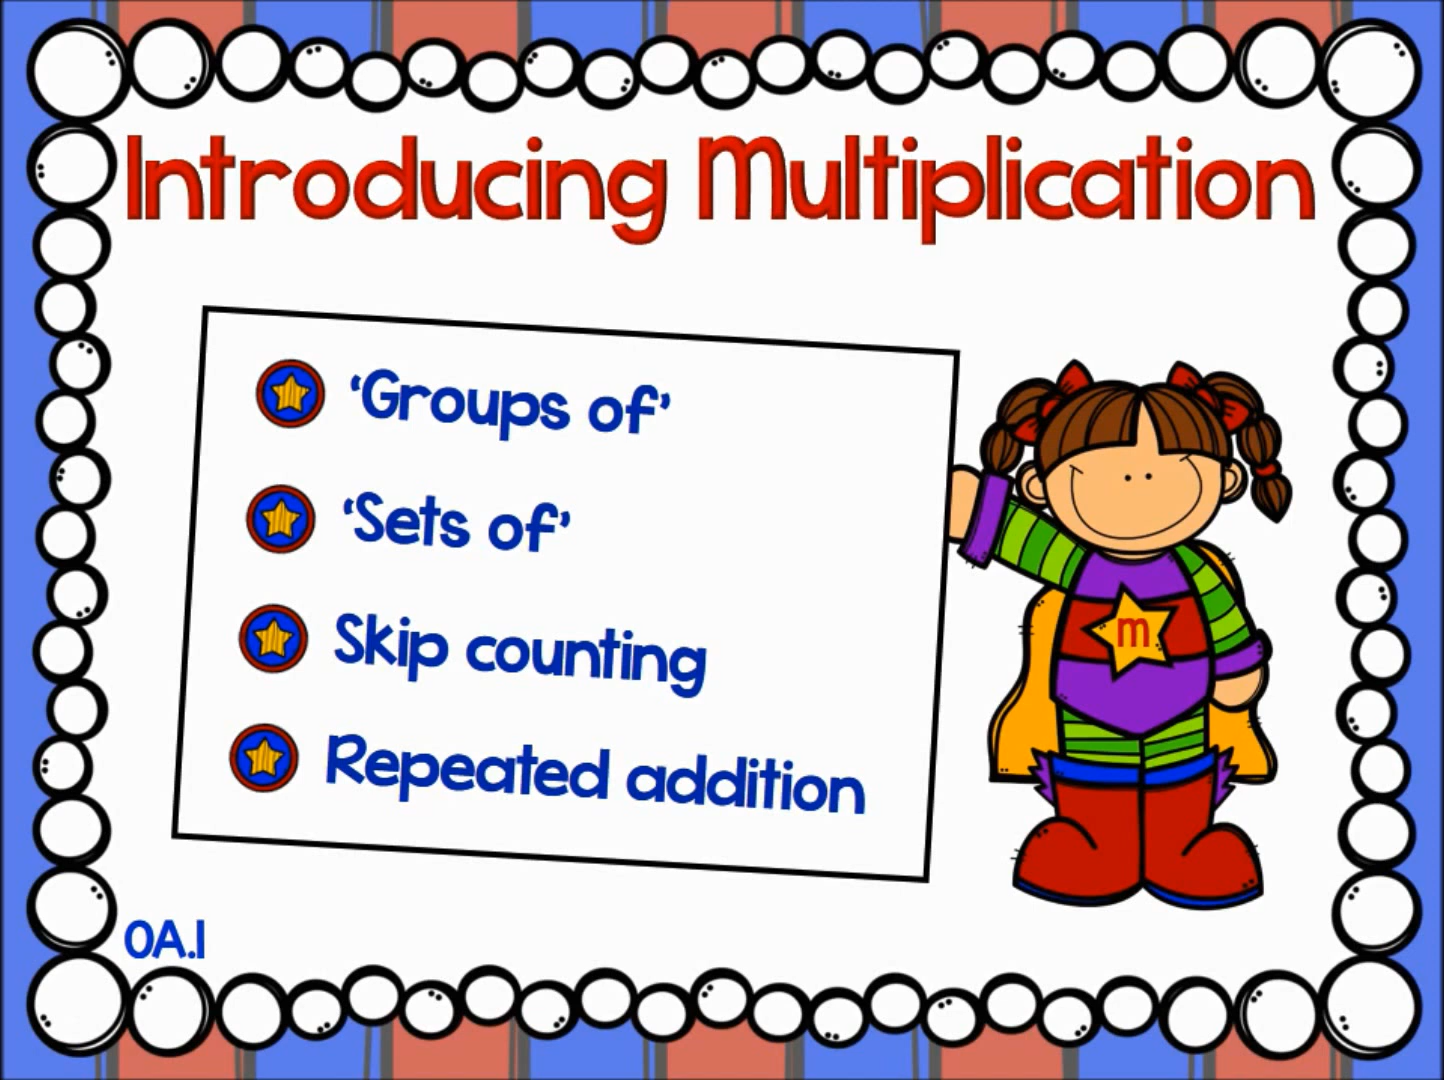 Introducing Multiplication
‘Groups of’
‘Sets of’
Skip counting
Repeated addition
m
OA.1